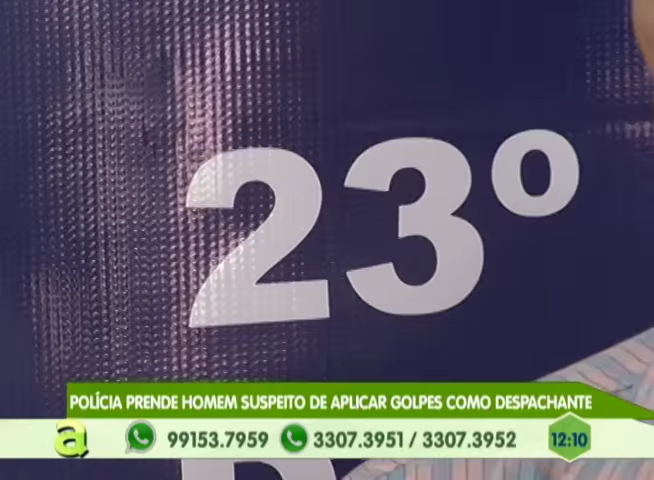 23º
POLÍCIA PRENDE HOMEM SUSPEITO DE APLICAR GOLPES COMO DESPACHANTE
a 99153.7959 3307.3951 / 3307.3952 12:10